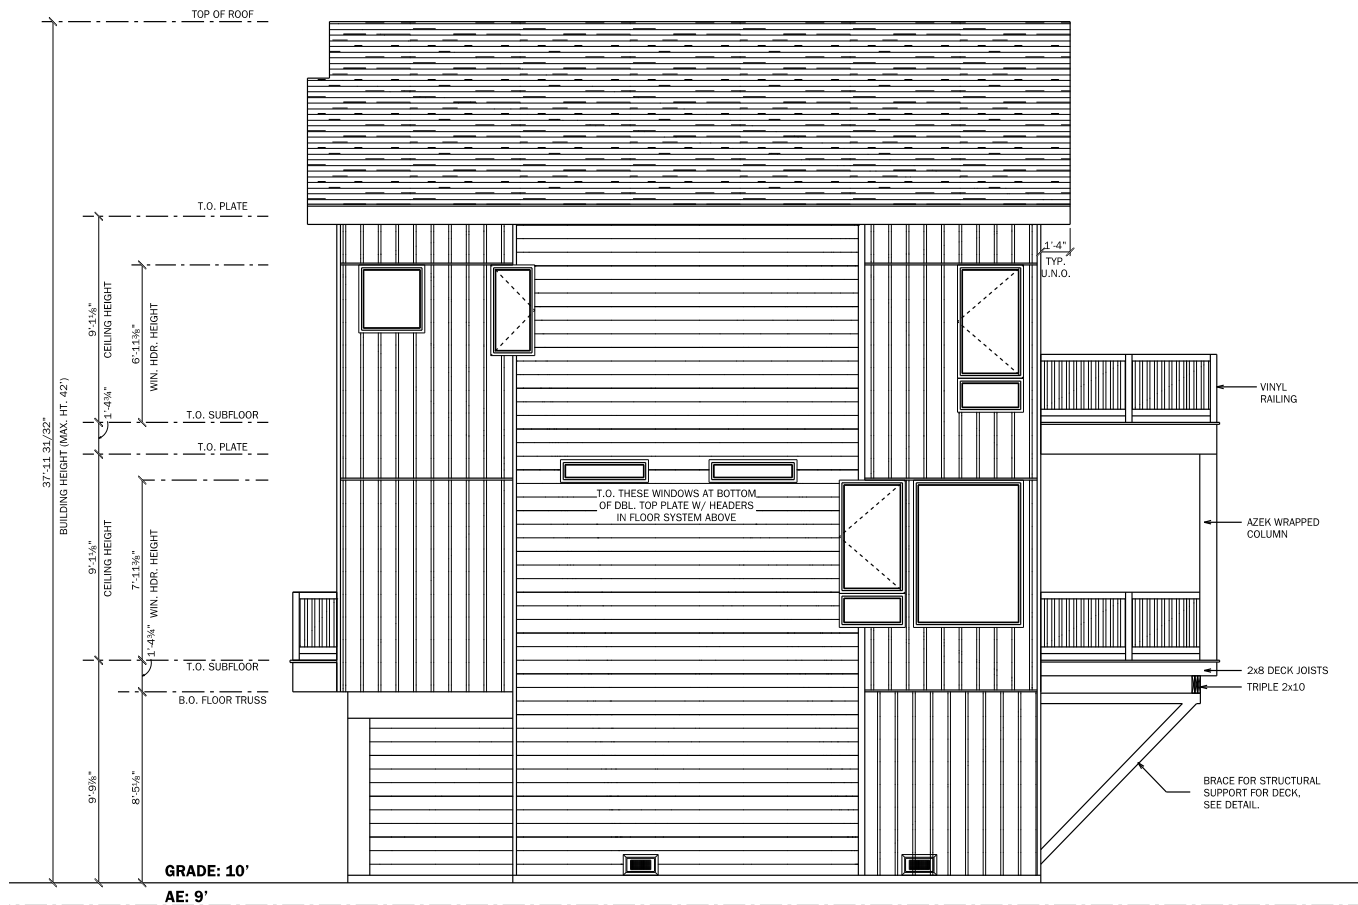 TOP OF ROOF
T.O. PLATE
1'-4"
TYP.
U.N.O.
9'-1⅛"
CEILING HEIGHT
6'-11⅜"
WIN. HDR. HEIGHT
VINYL
RAILING
1'-4¾"
T.O. SUBFLOOR
37'-11 31/32"
BUILDING HEIGHT (MAX. HT. 42')
T.O. PLATE
T.O. THESE WINDOWS AT BOTTOM
OF DBL. TOP PLATE W/ HEADERS
IN FLOOR SYSTEM ABOVE
AZEK WRAPPED
COLUMN
9'-1⅛"
CEILING HEIGHT
7'-11⅜"
WIN. HDR. HEIGHT
1'-4¾"
T.O. SUBFLOOR
2x8 DECK JOISTS
TRIPLE 2x10
B.O. FLOOR TRUSS
9'-9⅞"
8'-5⅛"
BRACE FOR STRUCTURAL
SUPPORT FOR DECK,
SEE DETAIL.
GRADE: 10'
AE: 9'